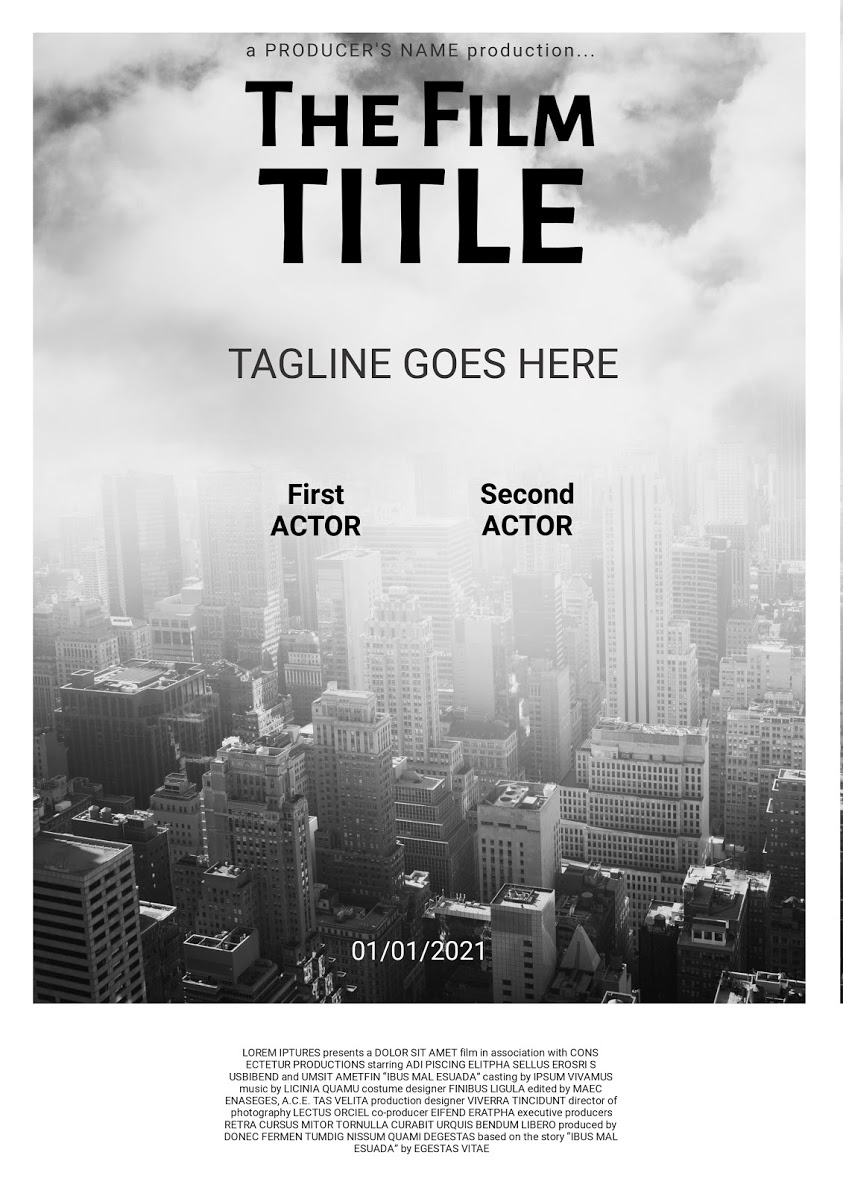 a PRODUCER'S NAME production...
THE FILM
TITLE
TAGLINE GOES HERE
First
ACTOR
Second
ACTOR
01/01/2021
LOREM IPTURES presents a DOLOR SIT AMET film in association with CONS
ECTETUR PRODUCTIONS starring ADI PISCING ELITPHA SELLUS EROSRI S
USBIBEND and UMSIT AMETFIN “IBUS MAL ESUADA” casting by IPSUM VIVAMUS
music by LICINIA QUAMU costume designer FINIBUS LIGULA edited by MAEC
ENASEGES, A.C.E. TAS VELITA production designer VIVERRA TINCIDUNT director of
photography LECTUS ORCIEL co-producer EIFEND ERATPHA executive producers
RETRA CURSUS MITOR TORNULLA CURABIT URQUIS BENDUM LIBERO produced by
DONEC FERMEN TUMDIG NISSUM QUAMI DEGESTAS based on the story “IBUS MAL
ESUADA” by EGESTAS VITAE